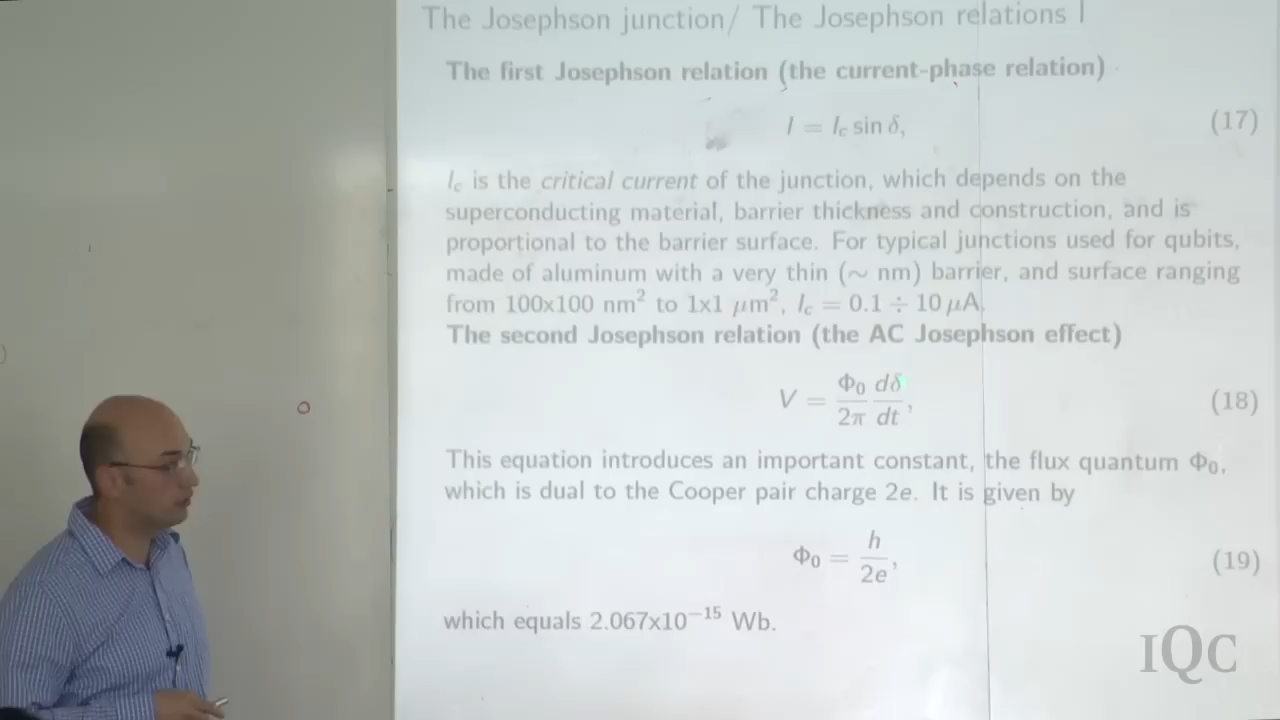 The Josephson junction/ The Josephson relations I
The first Josephson relation (the current-phase relation)
I = I_c sin δ, (17)
I_c is the critical current of the junction, which depends on the
superconducting material, barrier thickness and construction, and is
proportional to the barrier surface. For typical junctions used for qubits,
made of aluminum with a very thin (∼ nm) barrier, and surface ranging
from 100x100 nm² to 1x1 μm², I_c = 0.1 ÷ 10 μA.
The second Josephson relation (the AC Josephson effect)
V = Φ₀/2π dδ/dt, (18)
This equation introduces an important constant, the flux quantum Φ₀,
which is dual to the Cooper pair charge 2e. It is given by
Φ₀ = h/2e, (19)
which equals 2.067x10⁻¹⁵ Wb.
IQC